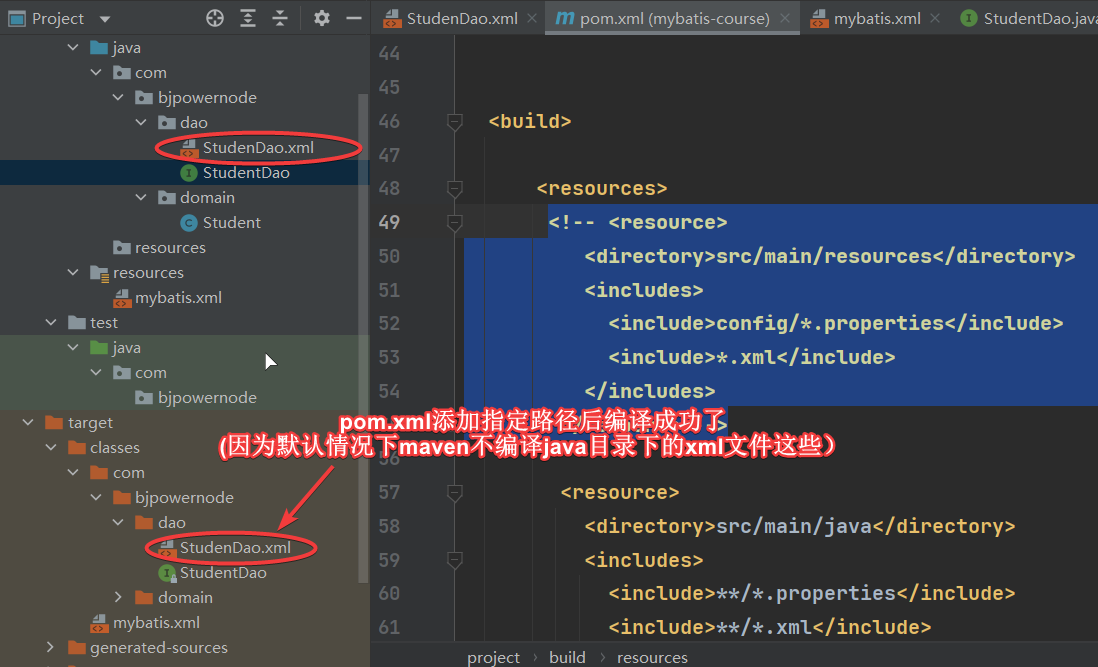 Project
StudenDao.xml
pom.xml (mybatis-course)
mybatis.xml
StudentDao.java
java
com
bjpowernode
dao
StudenDao.xml
StudentDao
domain
Student
resources
resources
mybatis.xml
test
java
com
bjpowernode
target
classes
com
bjpowernode
dao
StudenDao.xml
StudentDao
domain
mybatis.xml
generated-sources
44
45
46 <build>
47
48 <resources>
49 <!-- <resource>
50 <directory>src/main/resources</directory>
51 <includes>
52 <include>config/*.properties</include>
53 <include>*.xml</include>
54 </includes>
pom.xml添加指定路径后编译成功了
(因为默认情况下maven不编译java目录下的xml文件这些）
57 <resource>
58 <directory>src/main/java</directory>
59 <includes>
60 <include>**/*.properties</include>
61 <include>**/*.xml</include>
project › build › resources